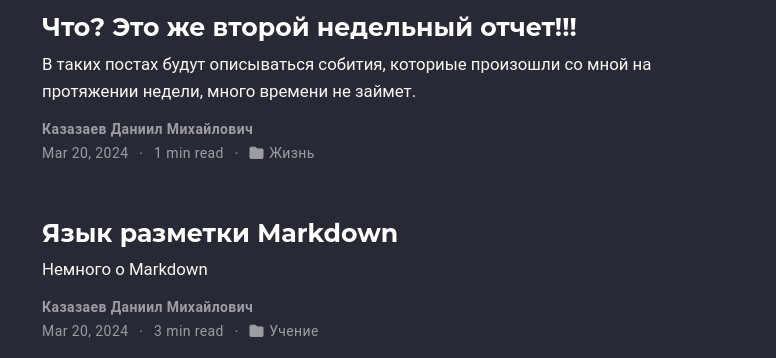 Что? Это же второй недельный отчет!!!
В таких постах будут описываться собития, которые произошли со мной на
протяжении недели, много времени не займет.
Казазаев Даниил Михайлович
Mar 20, 2024 · 1 min read · Жизнь
Язык разметки Markdown
Немного о Markdown
Казазаев Даниил Михайлович
Mar 20, 2024 · 3 min read · Учение